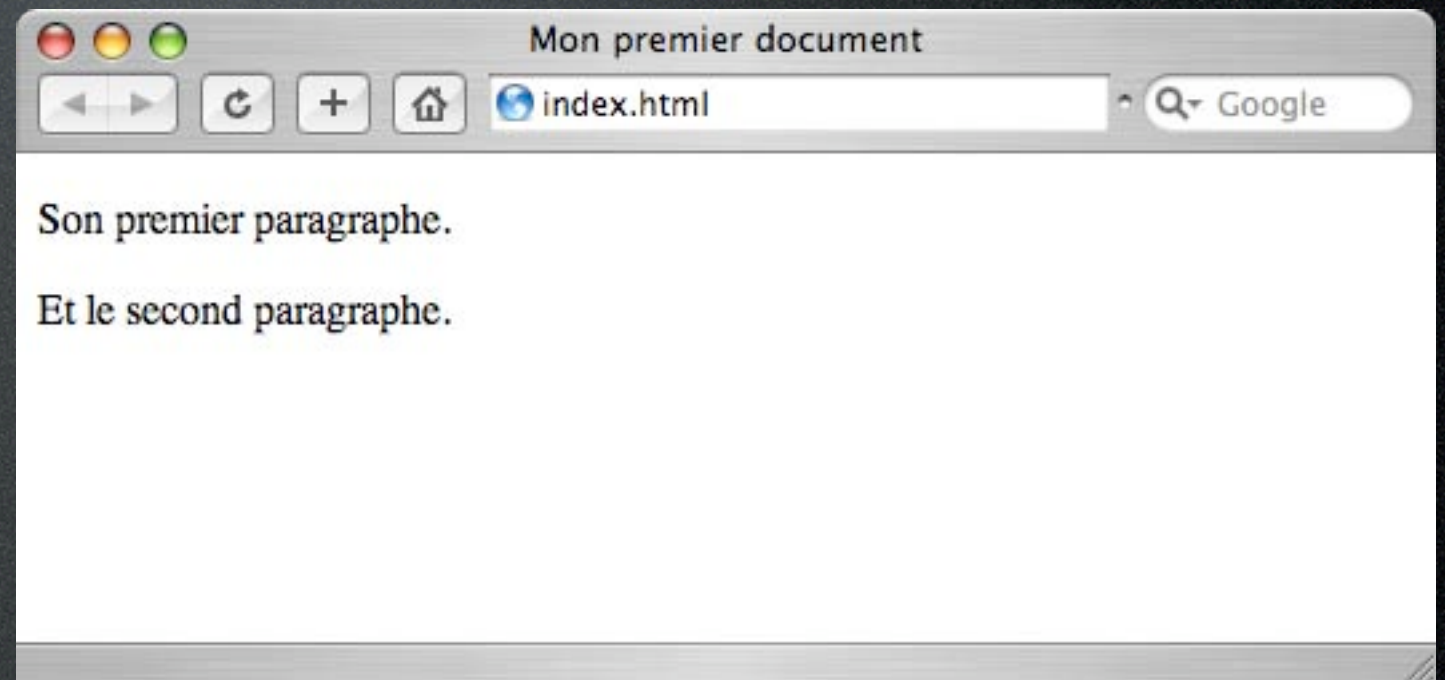 Mon premier document
index.html
Google
Son premier paragraphe.
Et le second paragraphe.